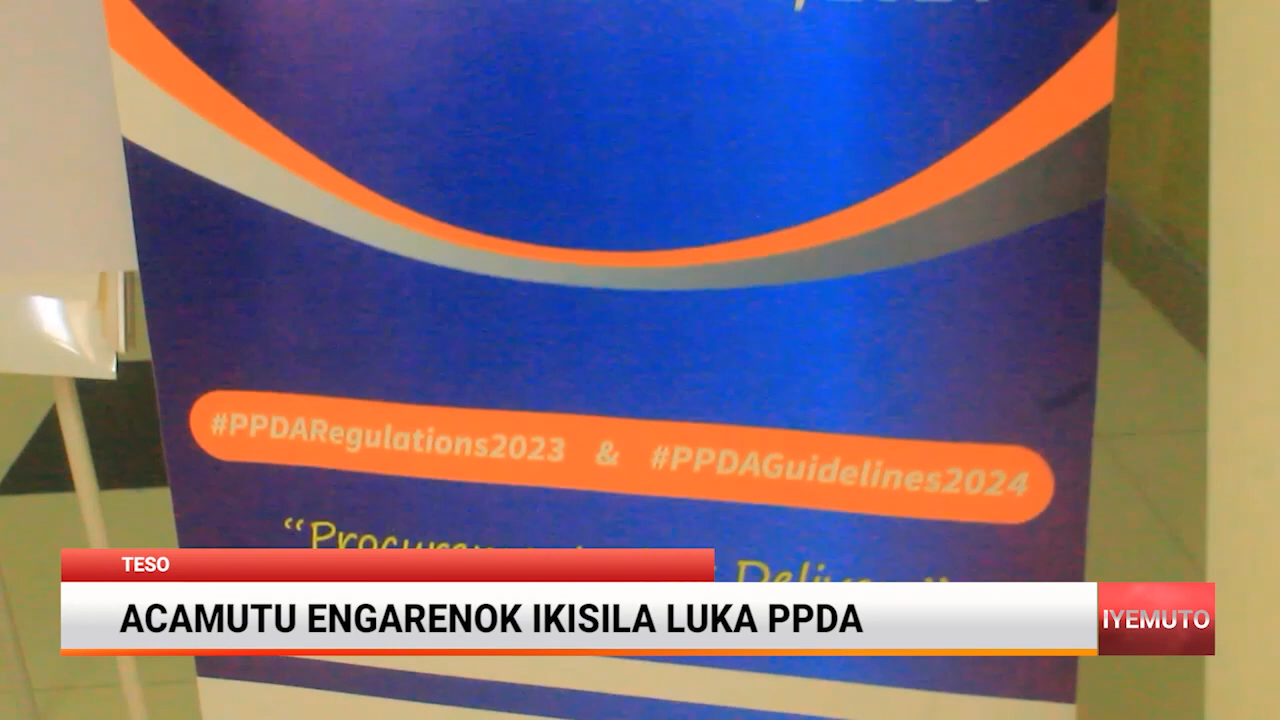 #PPDARegulations2023 & #PPDAGuidelines2024
TESO
ACAMUTU ENGARENOK IKISILA LUKA PPDA
IYEMUTO